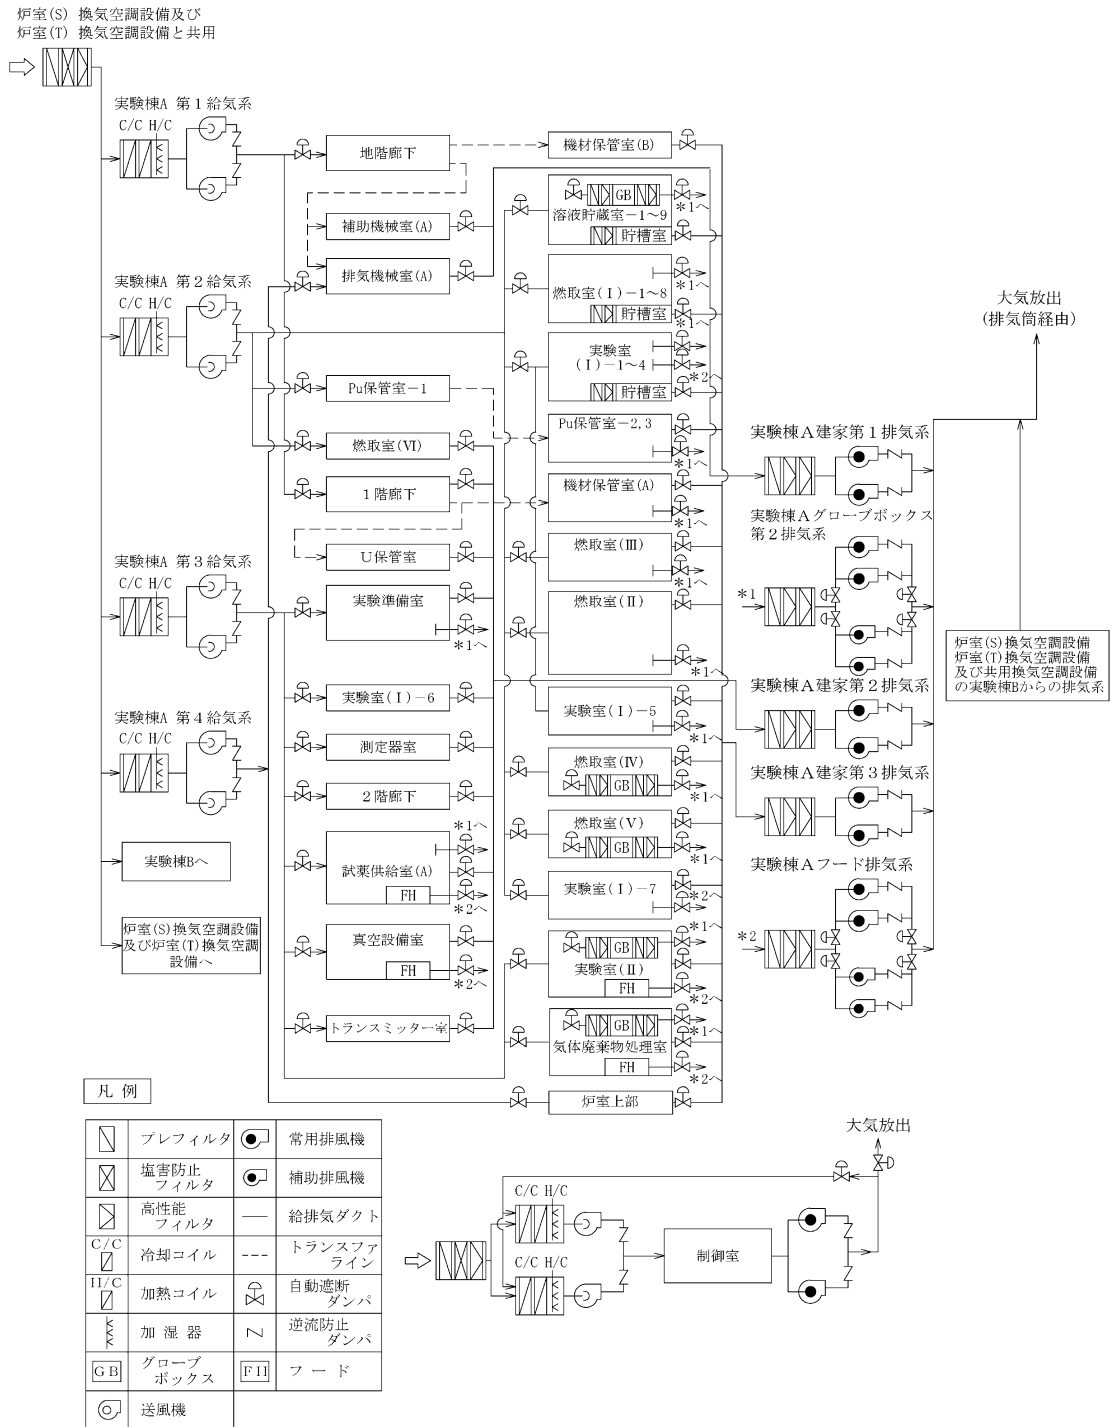 炉室(S) 換気空調設備及び
炉室(T) 換気空調設備と共用
実験棟A 第1給気系
C/C H/C
実験棟A 第2給気系
C/C H/C
実験棟A 第3給気系
C/C H/C
実験棟A 第4給気系
C/C H/C
実験棟Bへ
炉室(S)換気空調設備
及び炉室(T)換気空調
設備へ
地階廊下
補助機械室(A)
排気機械室(A)
Pu保管室-1
燃取室(Ⅵ)
1階廊下
U保管室
実験準備室
*1へ
実験室(Ⅰ)-6
測定器室
2階廊下
*1へ
試薬供給室(A)
FH
*2へ
真空設備室
FH
*2へ
トランスミッター室
機材保管室(B)
GB
*1へ
溶液貯蔵室-1~9
貯槽室
燃取室(Ⅰ)-1~8
*1へ
貯槽室
*1へ
実験室
(Ⅰ)-1~4
*2へ
貯槽室
Pu保管室-2,3
*1へ
機材保管室(A)
*1へ
燃取室(Ⅲ)
*1へ
燃取室(Ⅱ)
*1へ
実験室(Ⅰ)-5
*1へ
燃取室(Ⅳ)
GB
*1へ
燃取室(Ⅴ)
GB
*1へ
実験室(Ⅰ)-7
*2へ
*1へ
GB
実験室(Ⅱ)
FH
*2へ
GB
*1へ
気体廃棄物処理室
FH
*2へ
炉室上部
大気放出
(排気筒経由)
実験棟A建家第1排気系
実験棟Aグローブボックス
第2排気系
*1
実験棟A建家第2排気系
実験棟A建家第3排気系
実験棟Aフード排気系
*2
炉室(S)換気空調設備
炉室(T)換気空調設備
及び共用換気空調設備
の実験棟Bからの排気系
凡 例
プレフィルタ
常用排風機
塩害防止
フィルタ
補助排風機
高性能
フィルタ
給排気ダクト
C/C
冷却コイル
トランスファ
ライン
H/C
加熱コイル
自動遮断
ダンパ
加 湿 器
逆流防止
ダンパ
GB
グローブ
ボックス
FH
フ ー ド
送風機
大気放出
C/C H/C
C/C H/C
制御室